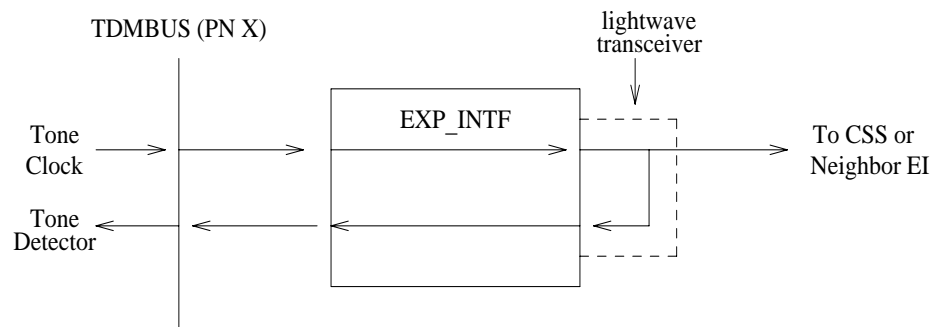 TDMBUS (PN X)
lightwave
transceiver
EXP_INTF
Tone
Clock
To CSS or
Neighbor EI
Tone
Detector